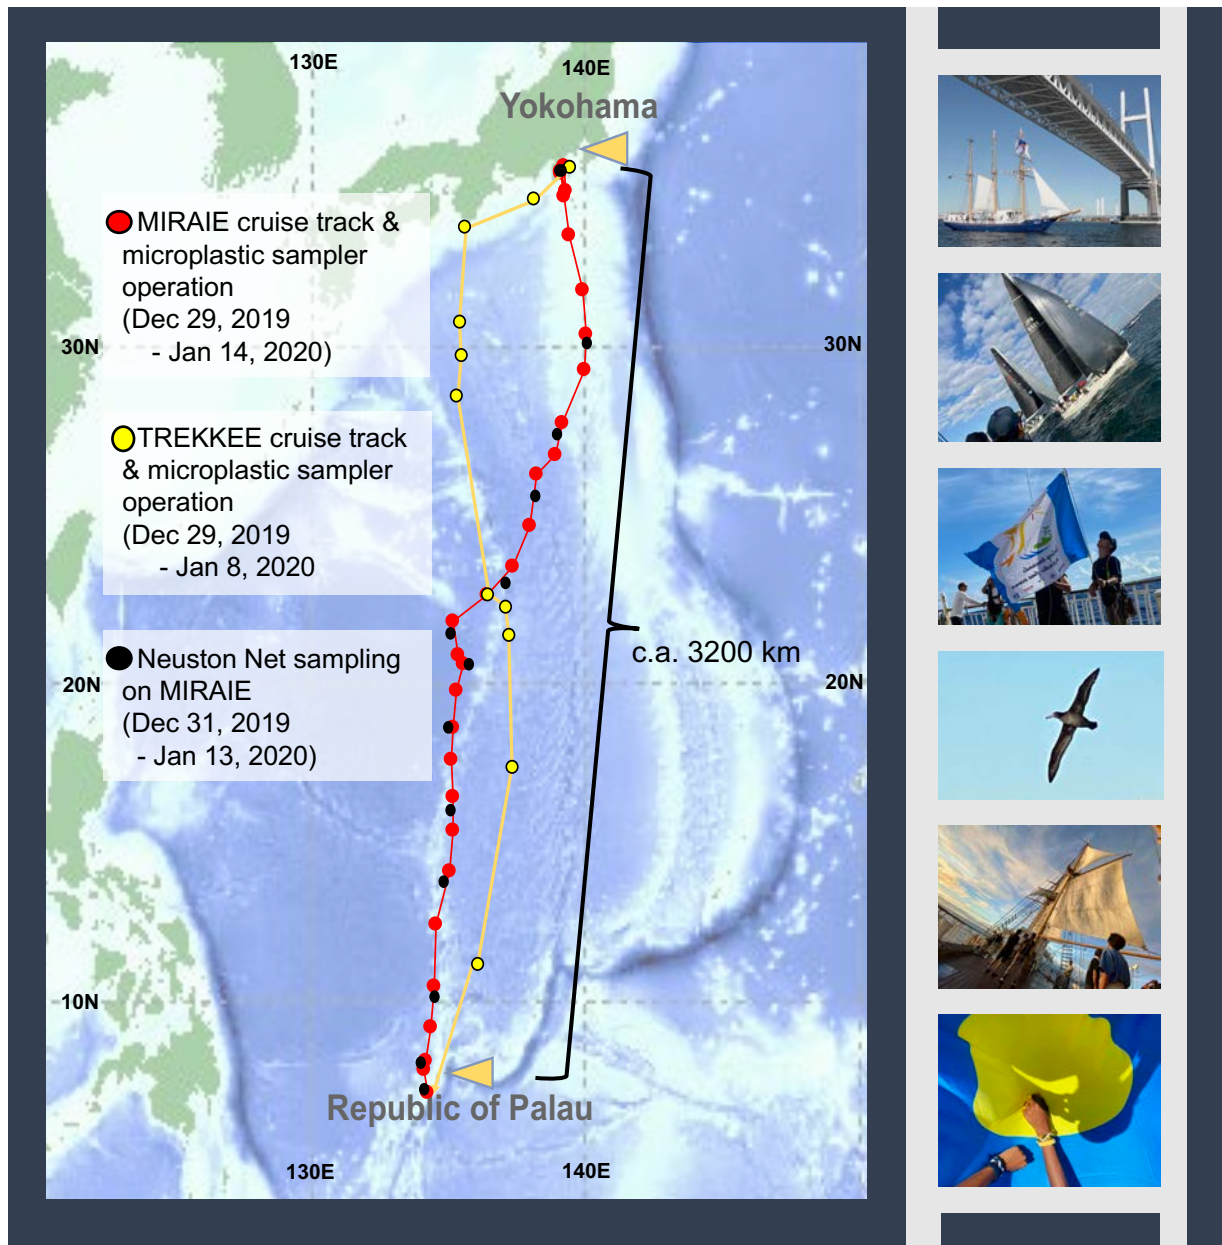 130E
140E
Yokohama
MIRAIE cruise track &
microplastic sampler
operation
(Dec 29, 2019
- Jan 14, 2020)
30N
30N
TREKKEE cruise track
& microplastic sampler
operation
(Dec 29, 2019
- Jan 8, 2020
Neuston Net sampling
on MIRAIE
(Dec 31, 2019
- Jan 13, 2020)
c.a. 3200 km
20N
20N
10N
Republic of Palau
130E
140E